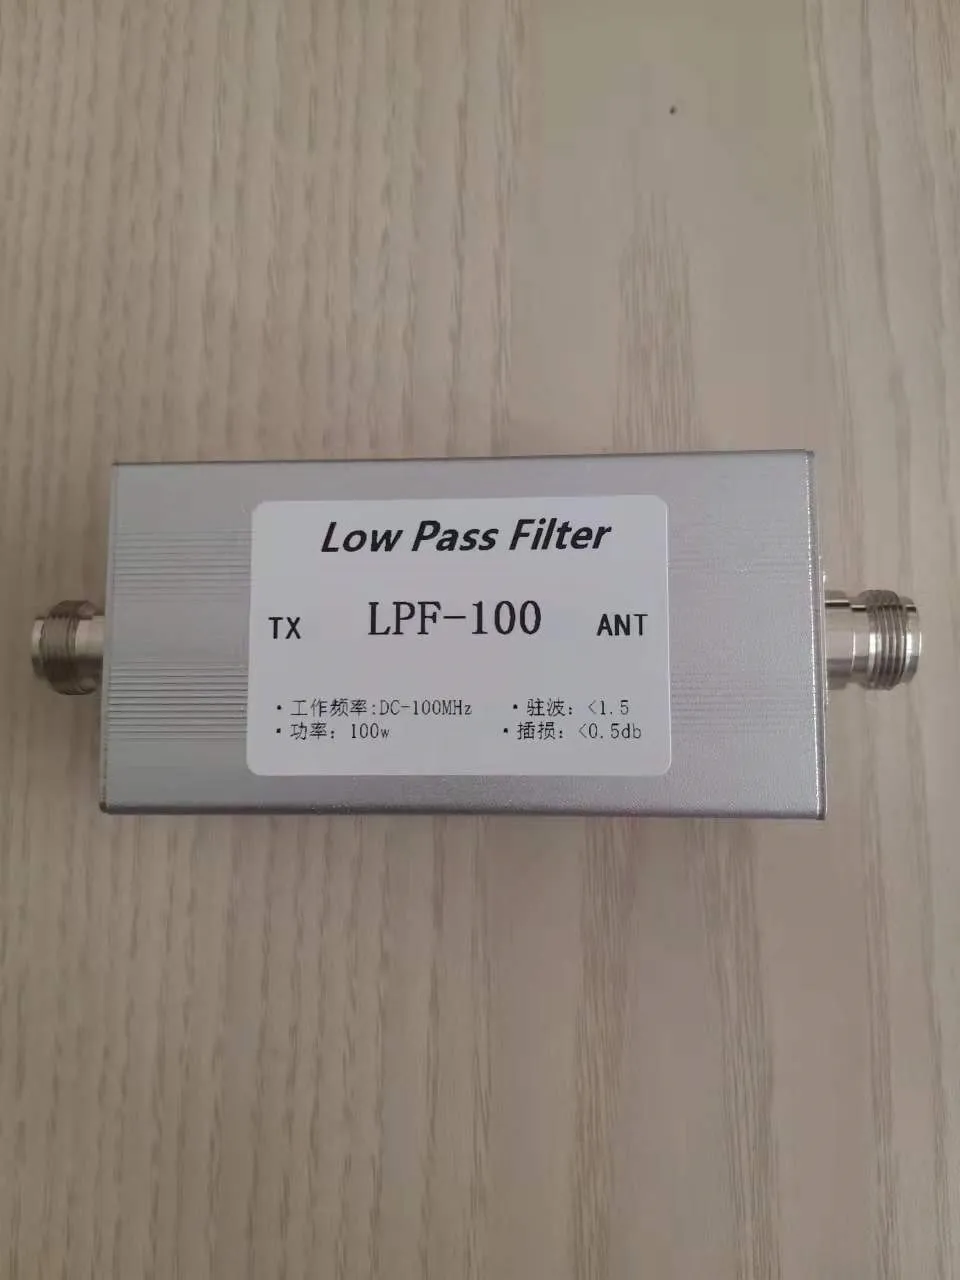 Low Pass Filter
TX LPF-100 ANT
·工作频率:DC-100MHz ·驻波: <1.5
·功率: 100w ·插损: <0.5db